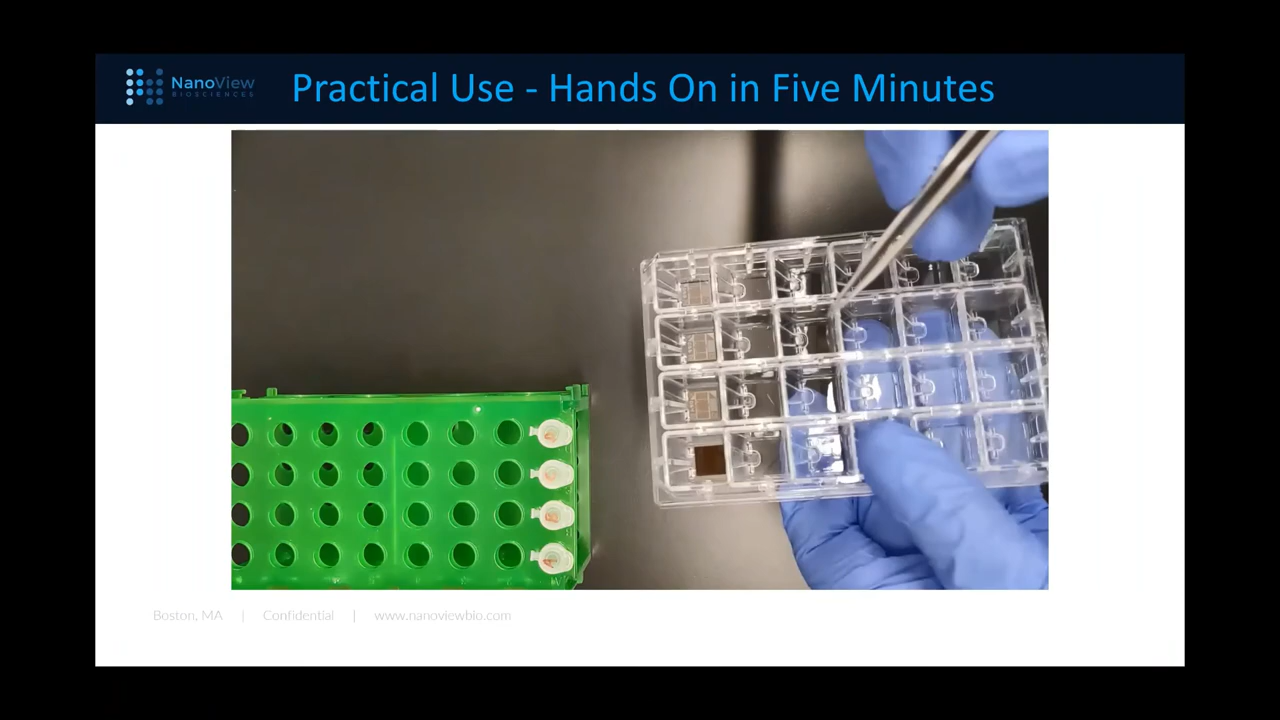 NanoView
BIOSCIENCES
Practical Use - Hands On in Five Minutes
Boston, MA | Confidential | www.nanoviewbio.com